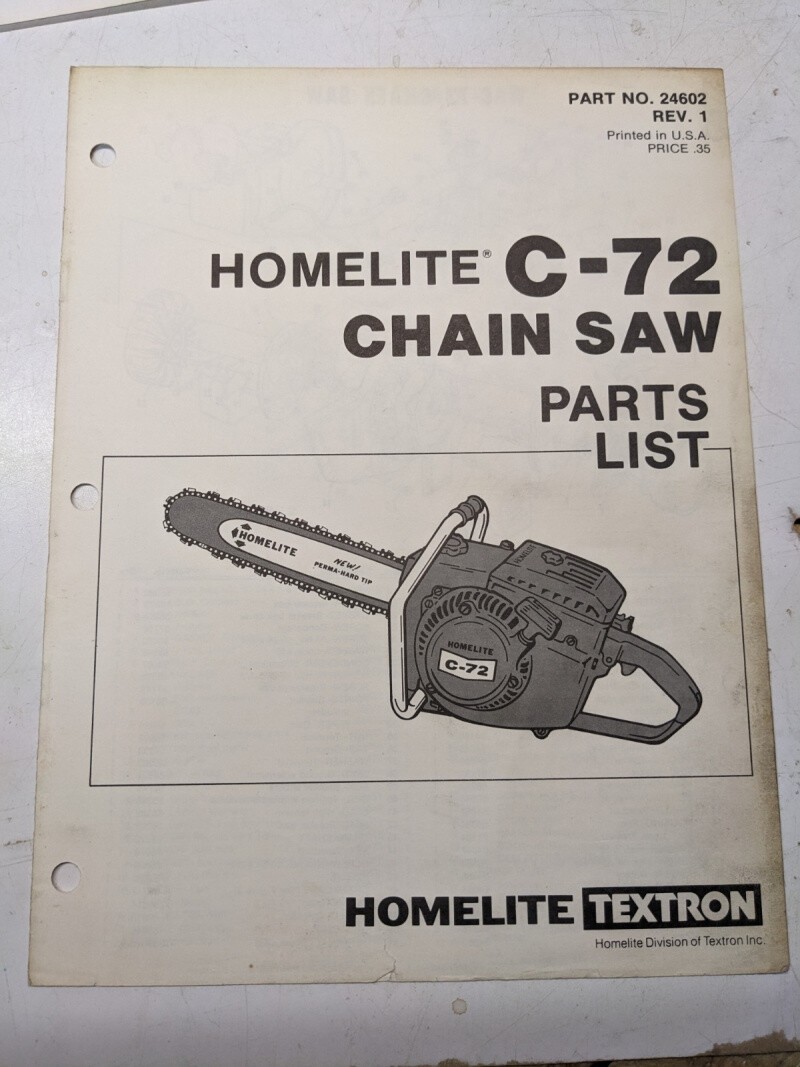 PART NO. 24602
REV. 1
Printed in U.S.A.
PRICE .35
HOMELITE® C-72
CHAIN SAW
PARTS
LIST
HOMELITE
NEW!
PERMA-HARD TIP
HOMELITE
HOMELITE
C-72
HOMELITE TEXTRON
Homelite Division of Textron Inc.